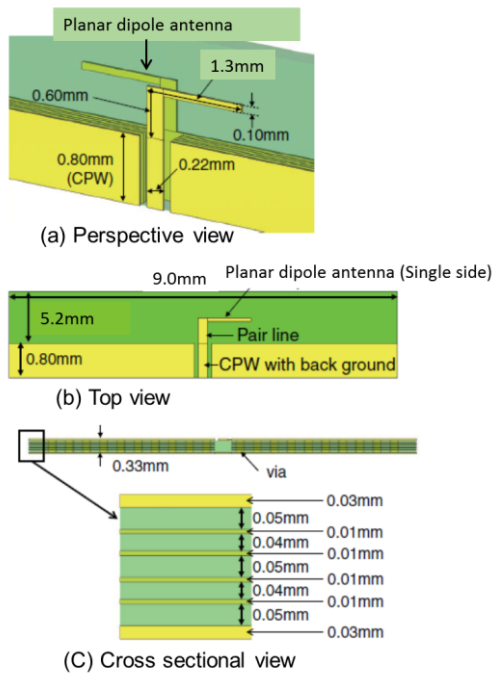 Planar dipole antenna
1.3mm
0.60mm
0.10mm
0.80mm
(CPW)
0.22mm
(a) Perspective view
9.0mm
Planar dipole antenna (Single side)
5.2mm
Pair line
0.80mm
CPW with back ground
(b) Top view
0.33mm
via
0.03mm
0.05mm
0.01mm
0.04mm
0.01mm
0.05mm
0.01mm
0.04mm
0.01mm
0.05mm
0.03mm
(C) Cross sectional view